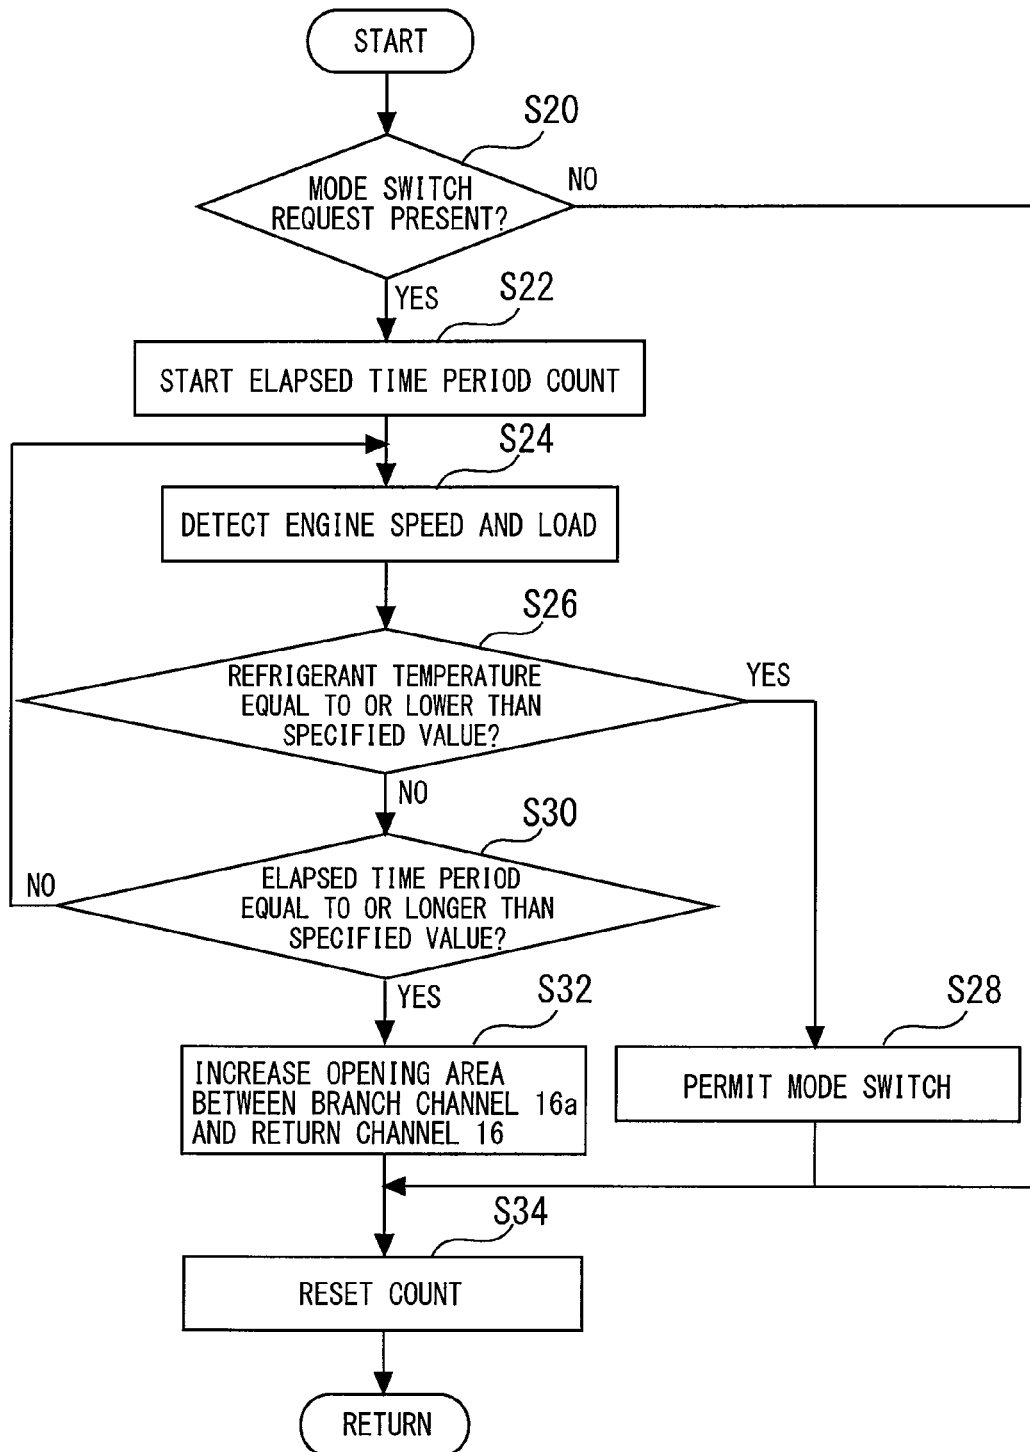 START
S20
MODE SWITCH
REQUEST PRESENT?
NO
YES
S22
START ELAPSED TIME PERIOD COUNT
S24
DETECT ENGINE SPEED AND LOAD
S26
REFRIGERANT TEMPERATURE
EQUAL TO OR LOWER THAN
SPECIFIED VALUE?
YES
NO
S30
ELAPSED TIME PERIOD
EQUAL TO OR LONGER THAN
SPECIFIED VALUE?
NO
YES
S32
INCREASE OPENING AREA
BETWEEN BRANCH CHANNEL 16a
AND RETURN CHANNEL 16
S28
PERMIT MODE SWITCH
S34
RESET COUNT
RETURN